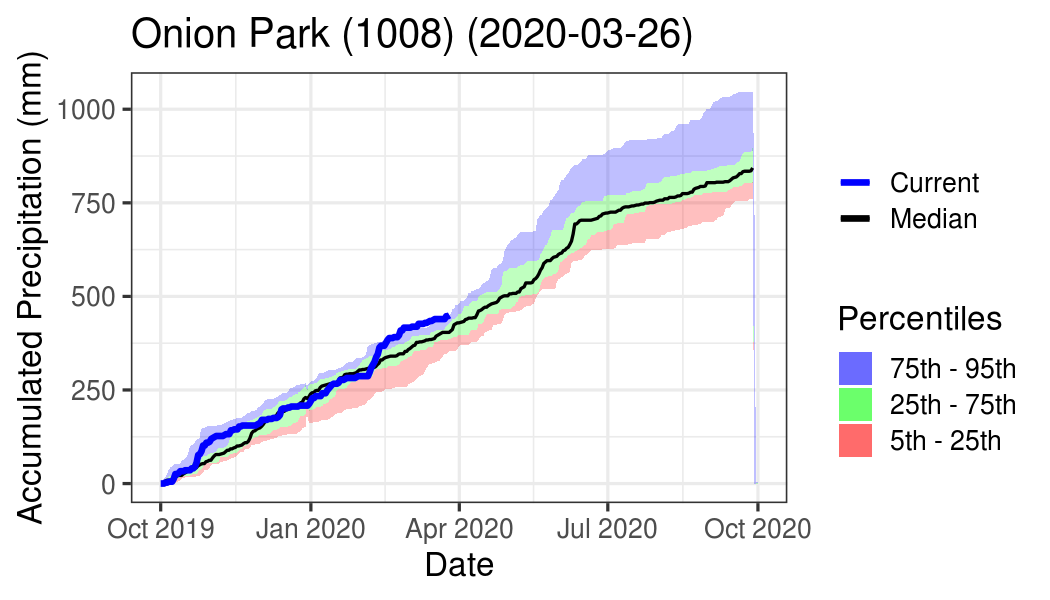 Onion Park (1008) (2020-03-26)
Accumulated Precipitation (mm)
1000
750
500
250
0
Oct 2019 Jan 2020 Apr 2020 Jul 2020 Oct 2020
Date
Current
Median
Percentiles
75th - 95th
25th - 75th
5th - 25th